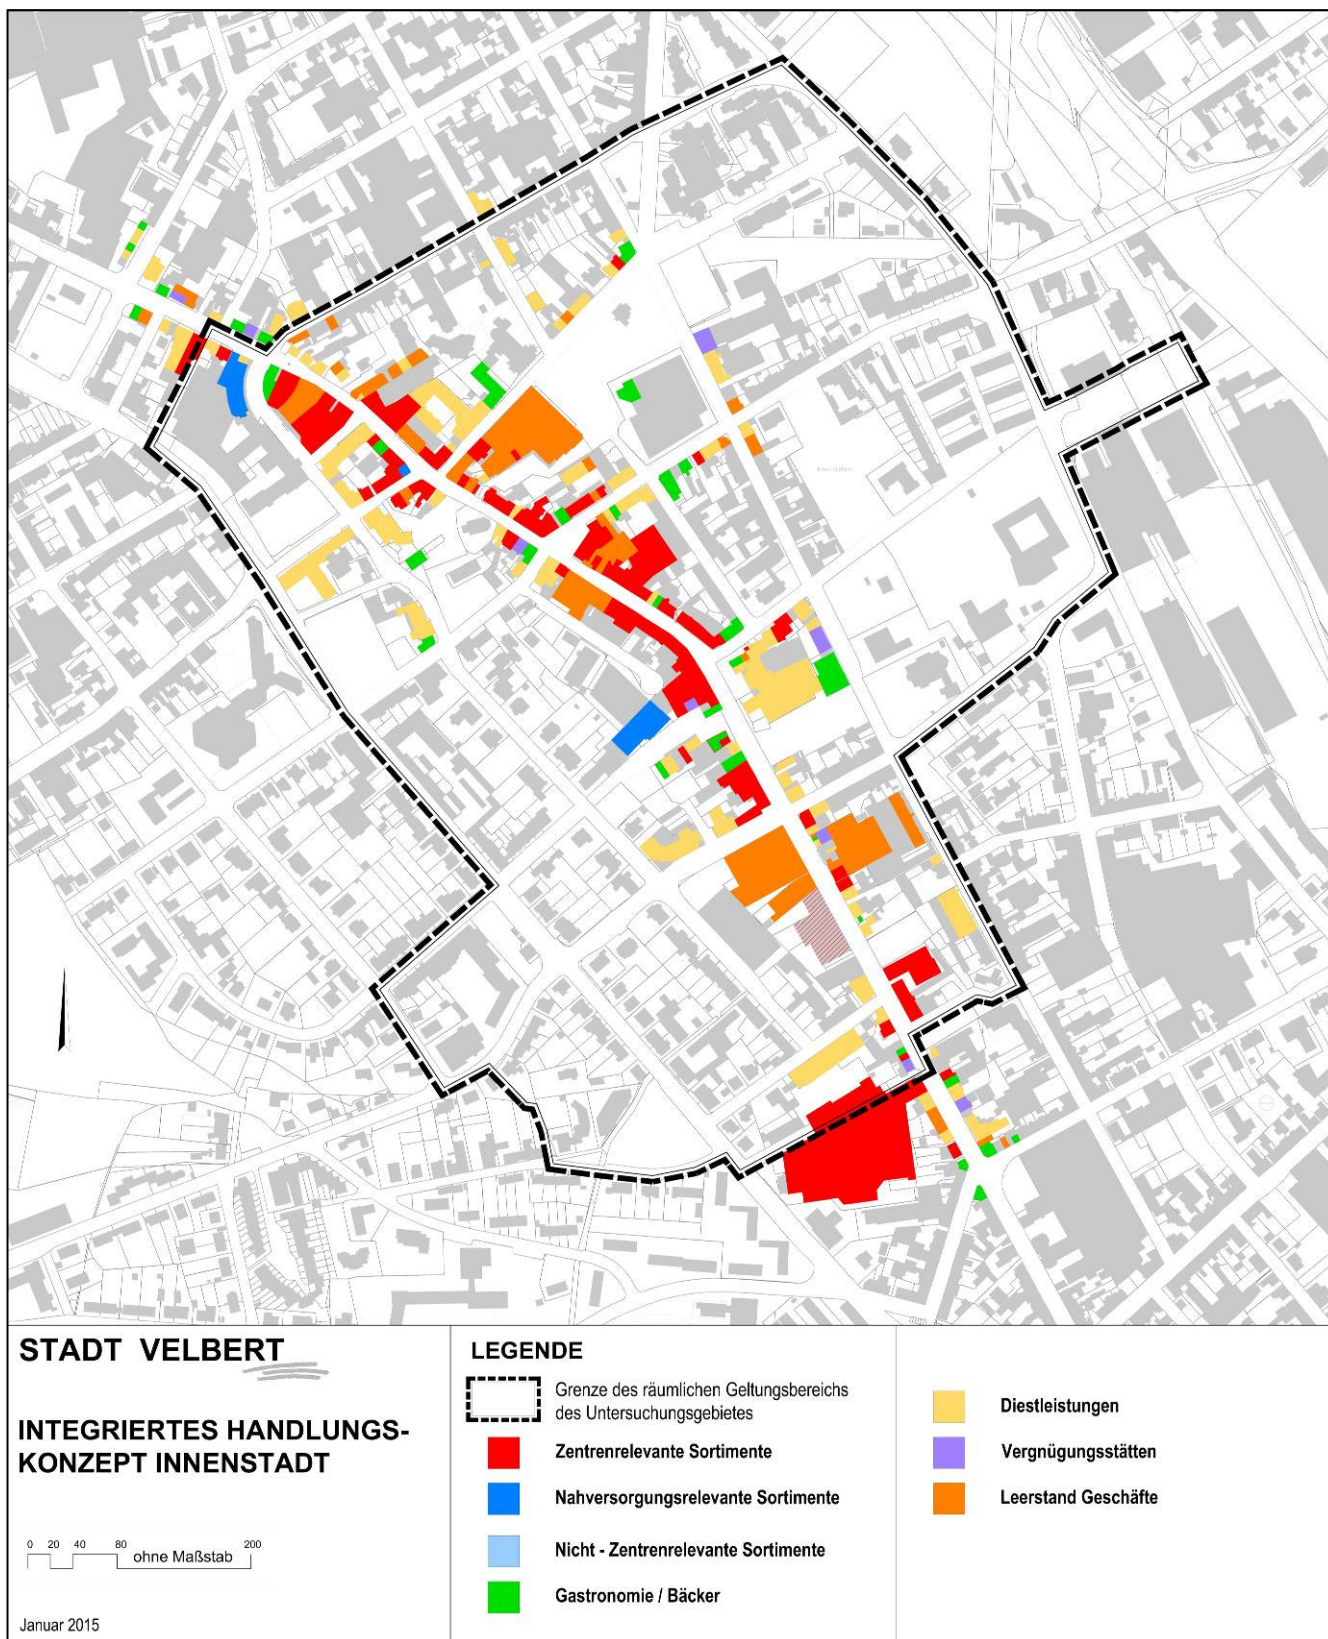 STADT VELBERT
INTEGRIERTES HANDLUNGS-
KONZEPT INNENSTADT
0 20 40 80 200
ohne Maßstab
Januar 2015
LEGENDE
Grenze des räumlichen Geltungsbereichs
des Untersuchungsgebietes
Zentrenrelevante Sortimente
Nahversorgungsrelevante Sortimente
Nicht - Zentrenrelevante Sortimente
Gastronomie / Bäcker
Diestleistungen
Vergnügungsstätten
Leerstand Geschäfte